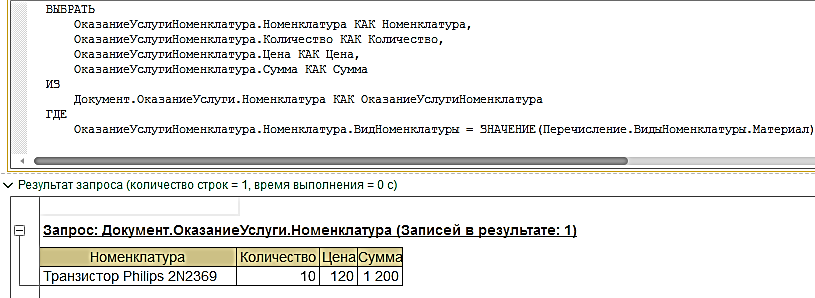 ВЫБРАТЬ
ОказаниеУслугиНоменклатура.Номенклатура КАК Номенклатура,
ОказаниеУслугиНоменклатура.Количество КАК Количество,
ОказаниеУслугиНоменклатура.Цена КАК Цена,
ОказаниеУслугиНоменклатура.Сумма КАК Сумма
ИЗ
Документ.ОказаниеУслуги.Номенклатура КАК ОказаниеУслугиНоменклатура
ГДЕ
ОказаниеУслугиНоменклатура.Номенклатура.ВидНоменклатуры = ЗНАЧЕНИЕ(Перечисление.ВидыНоменклатуры.Материал)
Результат запроса (количество строк = 1, время выполнения = 0 с)
Запрос: Документ.ОказаниеУслуги.Номенклатура (Записей в результате: 1)
Номенклатура Количество Цена Сумма
Транзистор Philips 2N2369 10 120 1 200